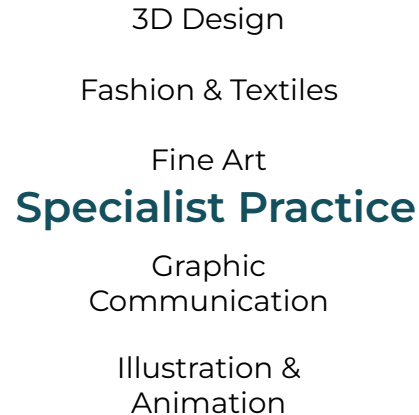 3D Design
Fashion & Textiles
Fine Art
Specialist Practice
Graphic
Communication
Illustration &
Animation